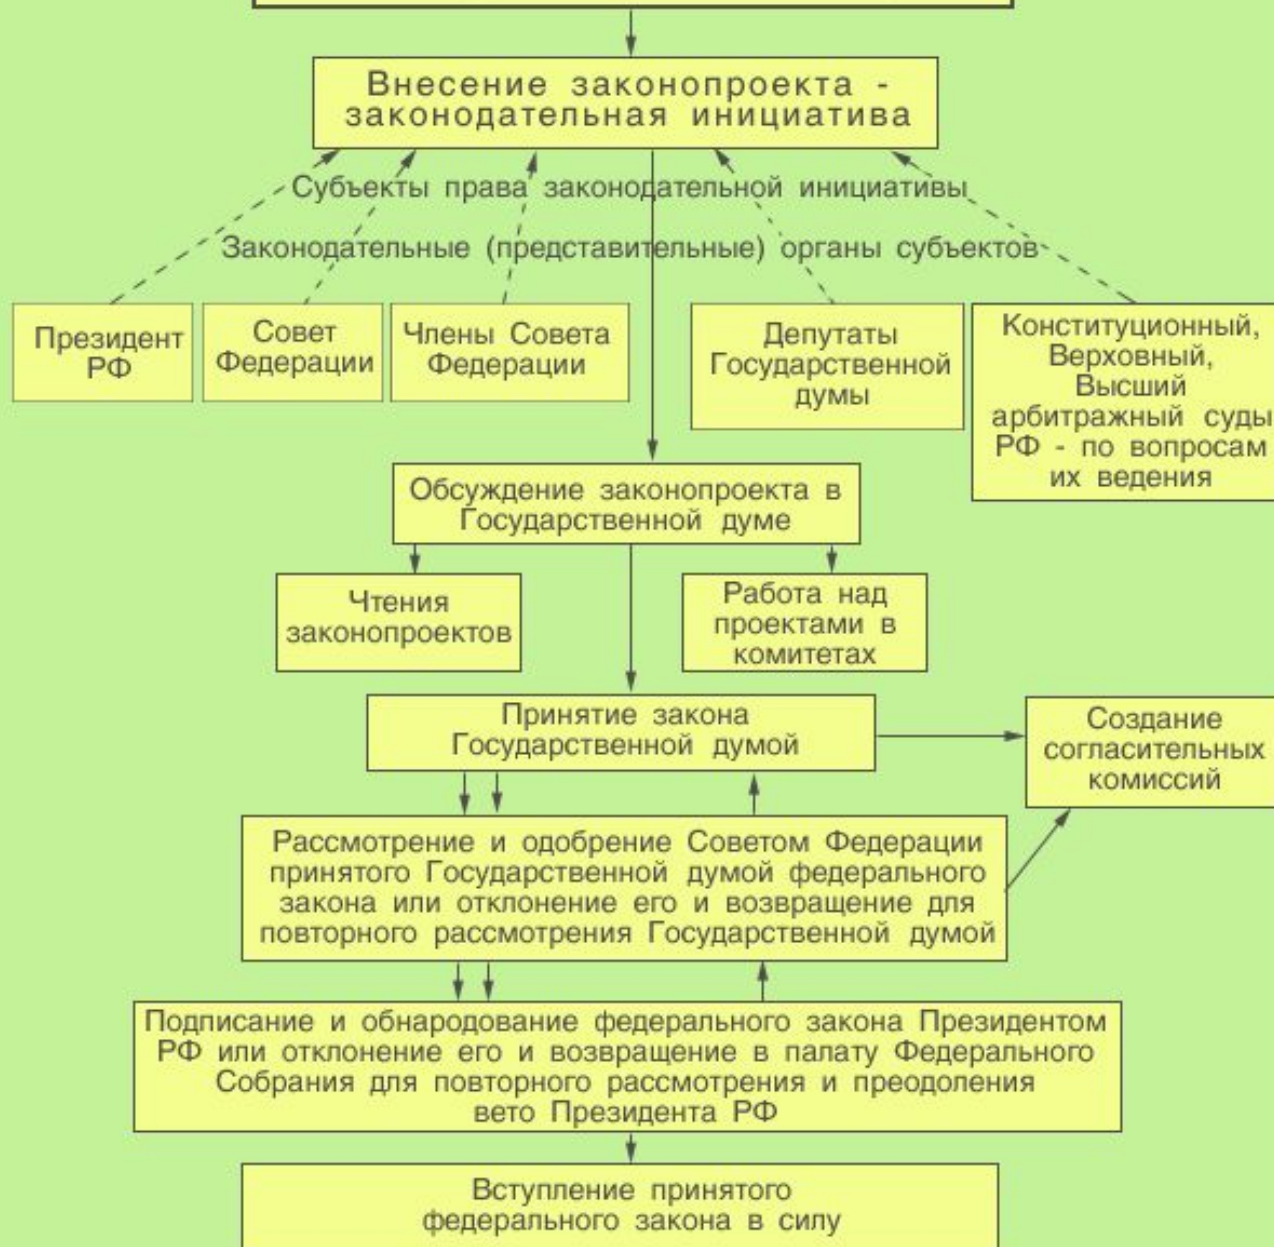 Внесение законопроекта -
законодательная инициатива
Субъекты права законодательной инициативы
Законодательные (представительные) органы субъектов
Президент
РФ
Совет
Федерации
Члены Совета
Федерации
Депутаты
Государственной
думы
Конституционный,
Верховный,
Высший
арбитражный суды
РФ - по вопросам
их ведения
Обсуждение законопроекта в
Государственной думе
Чтения
законопроектов
Работа над
проектами в
комитетах
Принятие закона
Государственной думой
Создание
согласительных
комиссий
Рассмотрение и одобрение Советом Федерации
принятого Государственной думой федерального
закона или отклонение его и возвращение для
повторного рассмотрения Государственной думой
Подписание и обнародование федерального закона Президентом
РФ или отклонение его и возвращение в палату Федерального
Собрания для повторного рассмотрения и преодоления
вето Президента РФ
Вступление принятого
федерального закона в силу